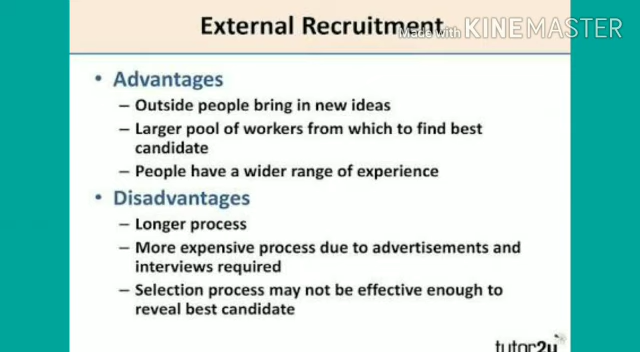 External Recruitment
Made with KINEMASTER
• Advantages
– Outside people bring in new ideas
– Larger pool of workers from which to find best
candidate
– People have a wider range of experience
• Disadvantages
– Longer process
– More expensive process due to advertisements and
interviews required
– Selection process may not be effective enough to
reveal best candidate
tutor2u